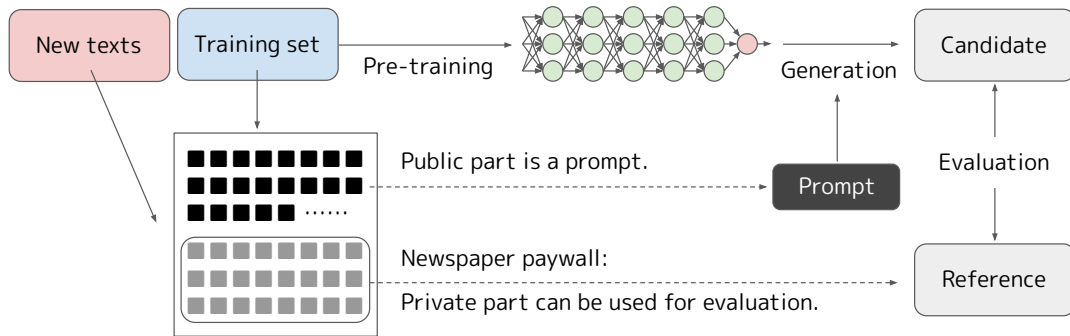 New texts
Training set
Pre-training
Generation
Candidate
Public part is a prompt.
Prompt
Evaluation
......
Newspaper paywall:
Private part can be used for evaluation.
Reference